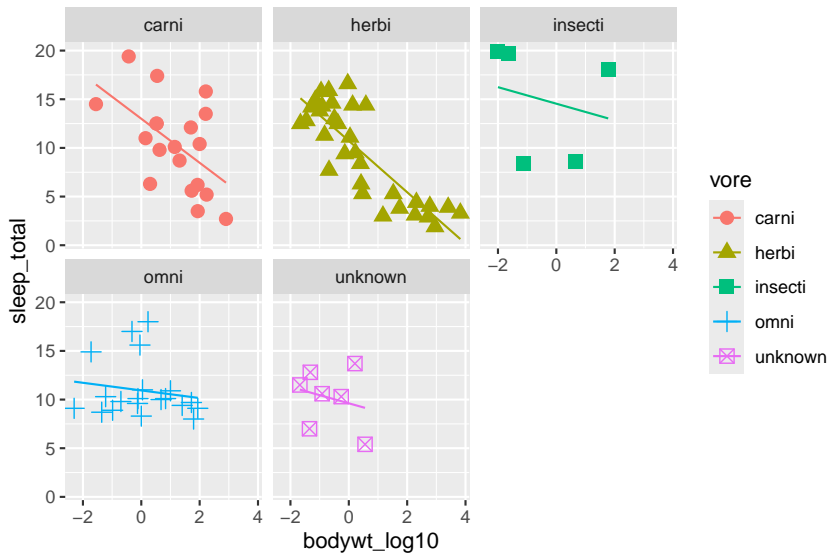 carni herbi insecti
20
15
10
5
0
−2 0 2 4
omni unknown
20
15
10
5
0
−2 0 2 4 −2 0 2 4
bodywt_log10
sleep_total
vore
carni
herbi
insecti
omni
unknown